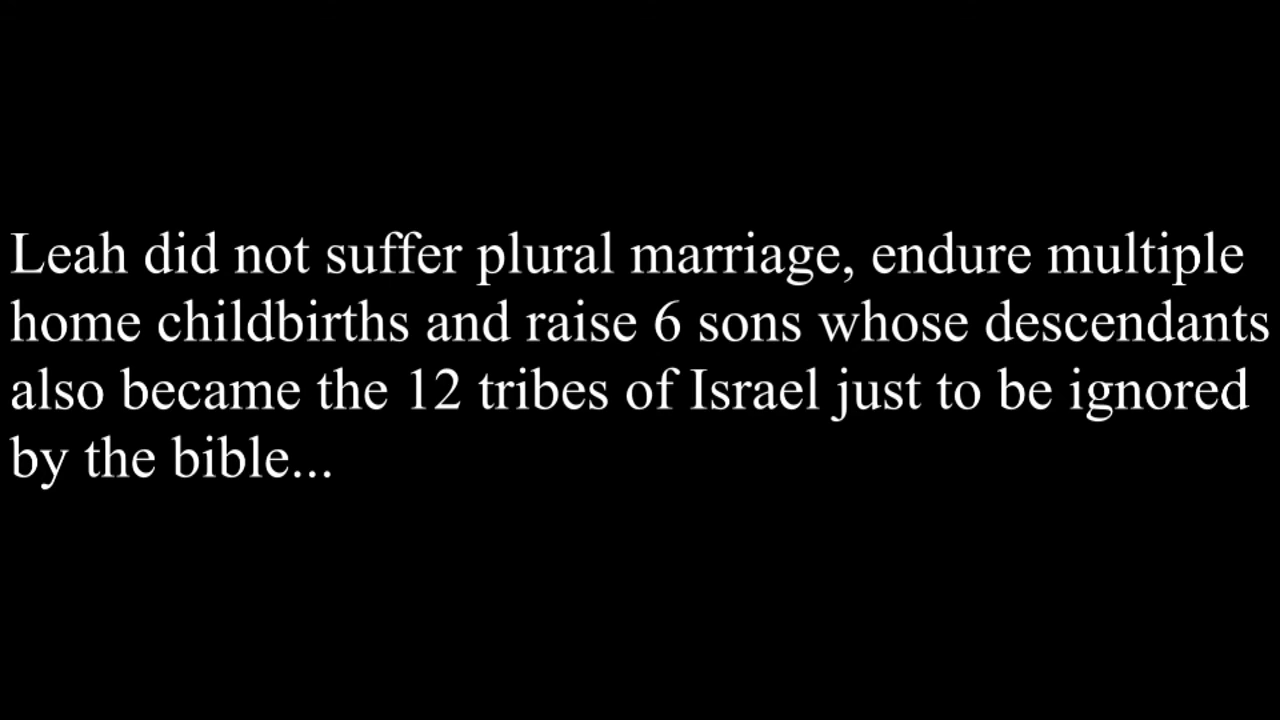 Leah did not suffer plural marriage, endure multiple
home childbirths and raise 6 sons whose descendants
also became the 12 tribes of Israel just to be ignored
by the bible...